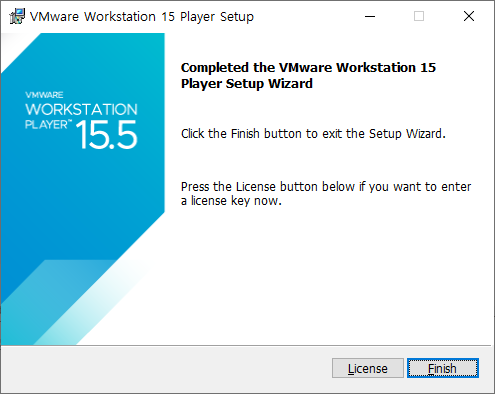 VMware Workstation 15 Player Setup
VMWARE
WORKSTATION
PLAYER™
15.5
Completed the VMware Workstation 15
Player Setup Wizard
Click the Finish button to exit the Setup Wizard.
Press the License button below if you want to enter
a license key now.
License
Finish